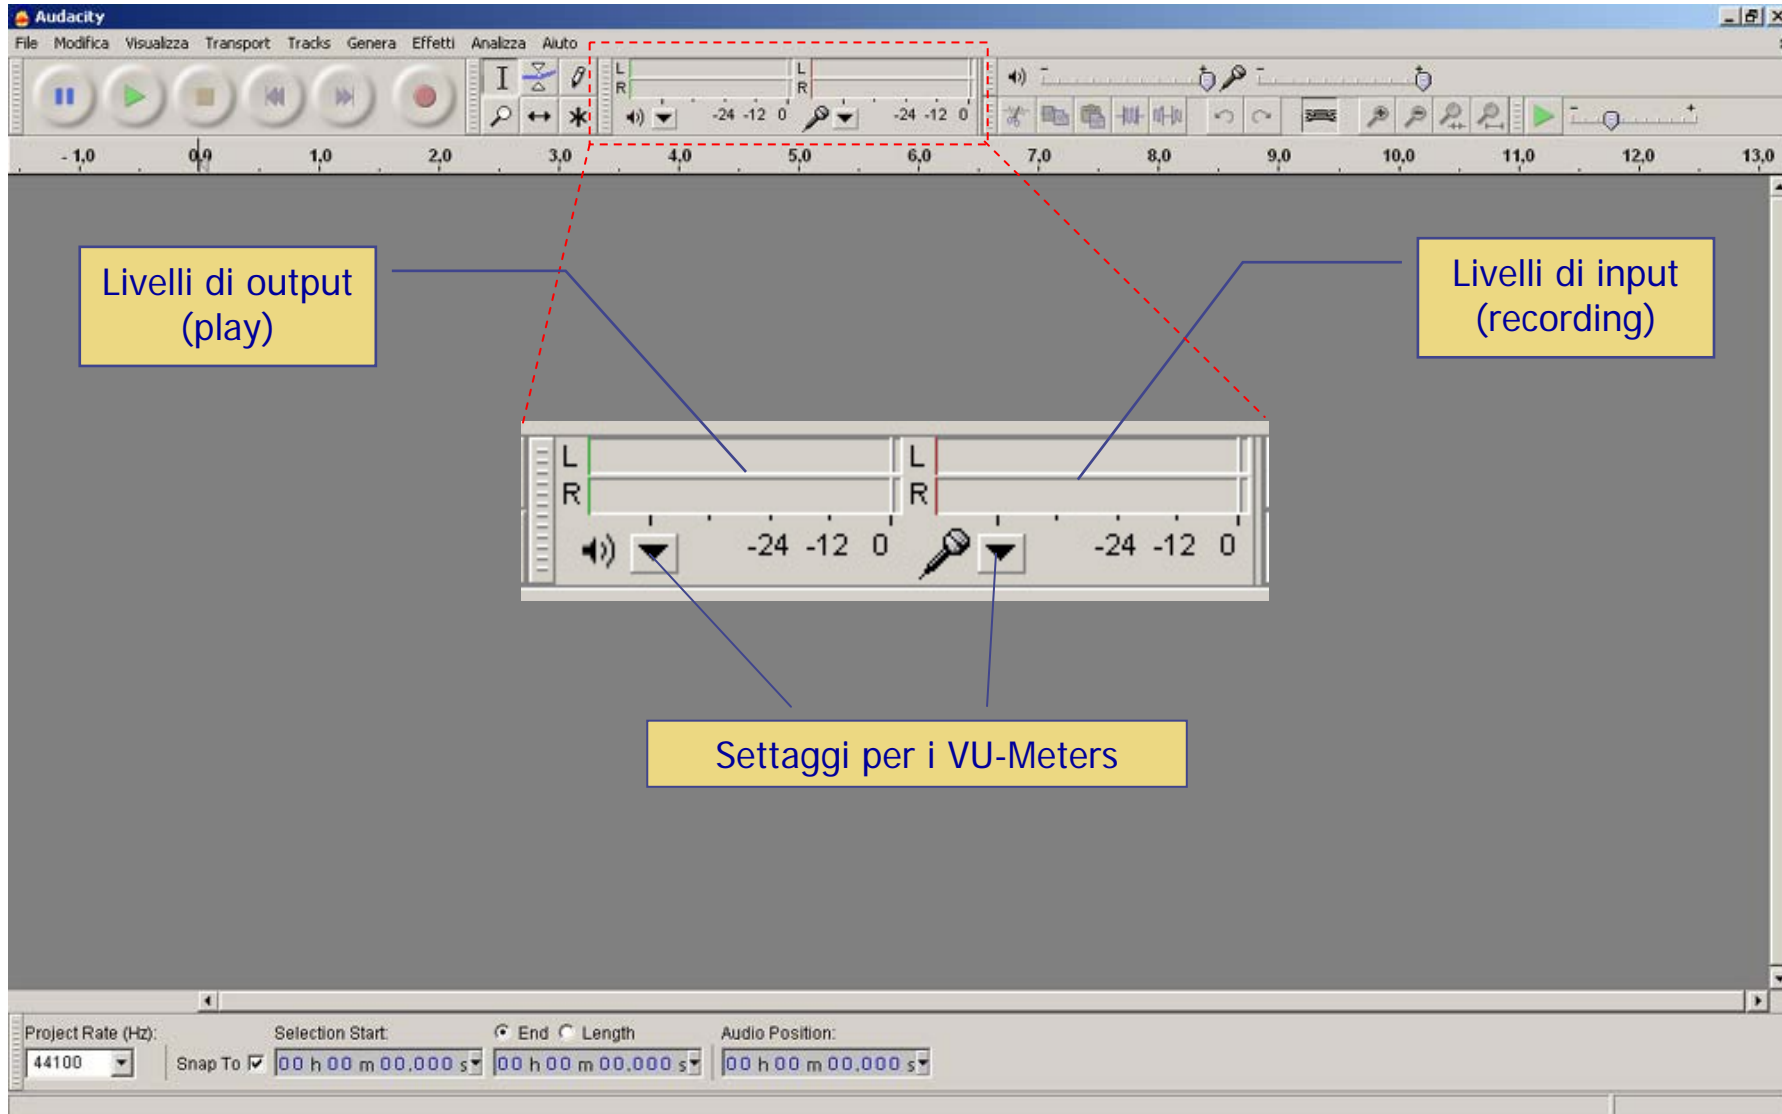 Audacity
File Modifica Visualizza Transport Tracks Genera Effetti Analizza Aiuto
L L
R R
-24 -12 0 -24 -12 0
- 1,0 0,0 1,0 2,0 3,0 4,0 5,0 6,0 7,0 8,0 9,0 10,0 11,0 12,0 13,0
Livelli di output
(play)
Livelli di input
(recording)
L L
R R
-24 -12 0 -24 -12 0
Settaggi per i VU-Meters
Project Rate (Hz): Selection Start: End Length Audio Position:
44100 Snap To 00 h 00 m 00.000 s 00 h 00 m 00.000 s 00 h 00 m 00.000 s